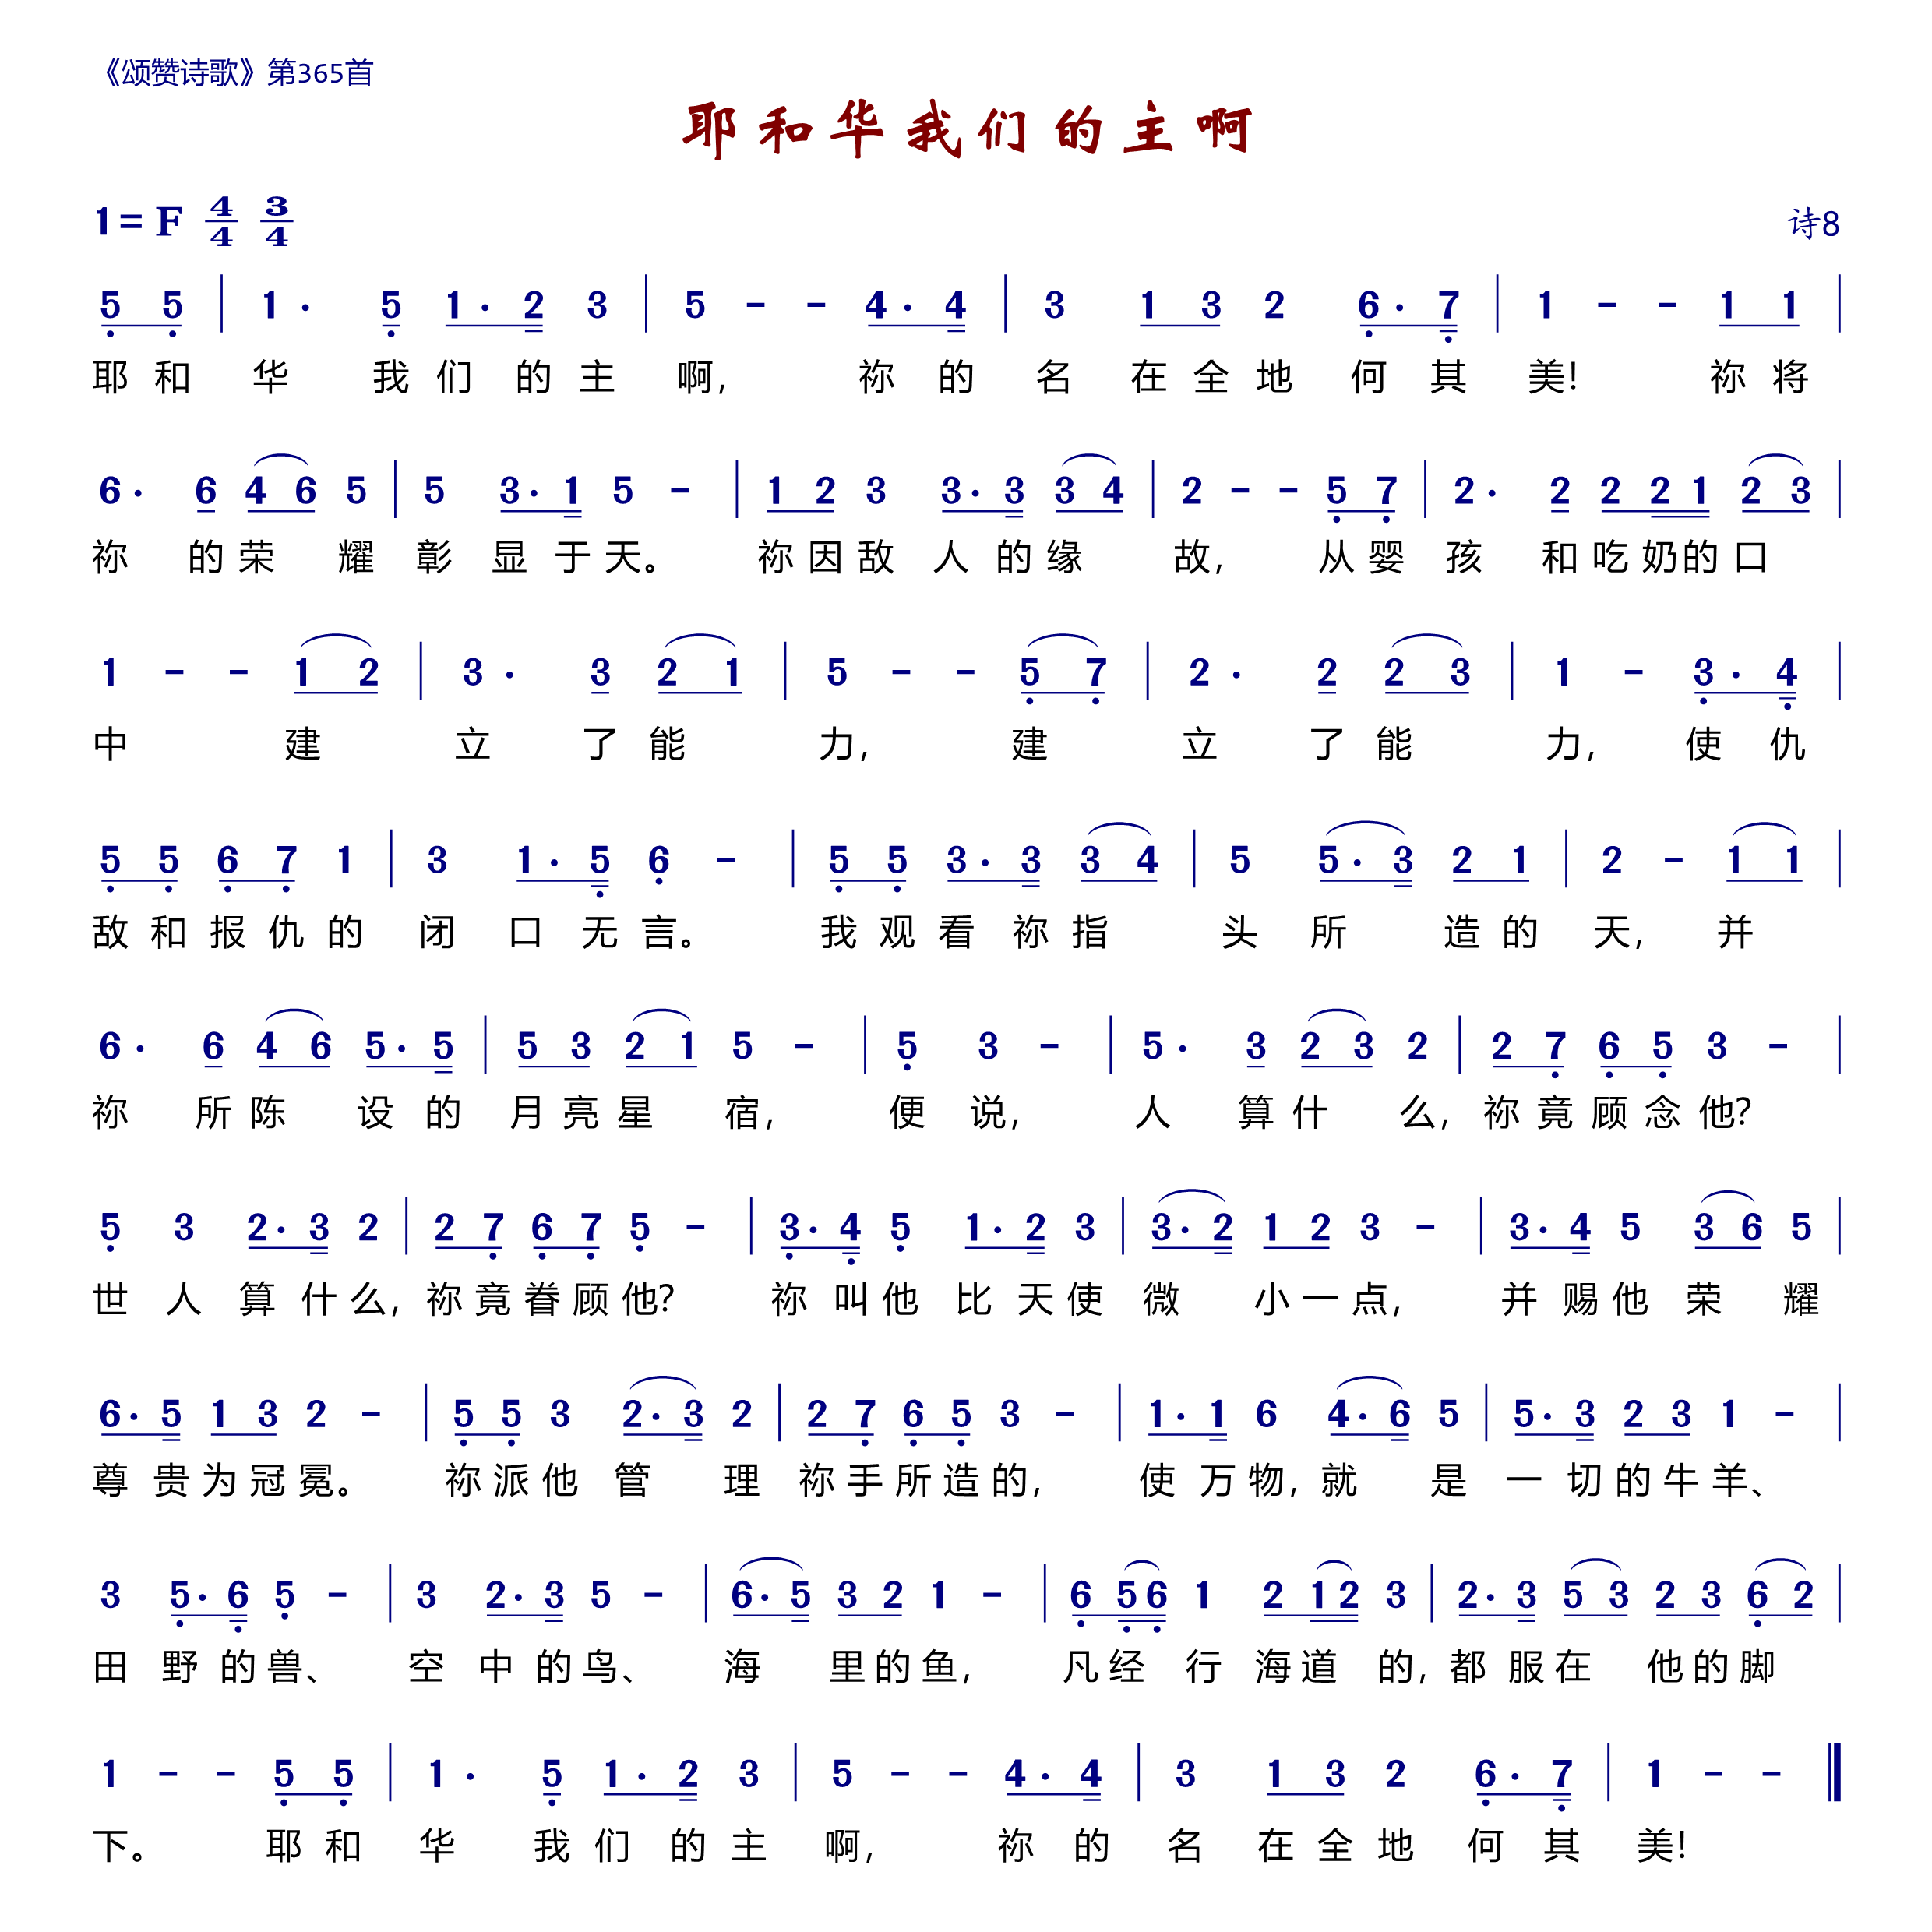 《颂赞诗歌》第365首
耶和华我们的主啊
1= F 4/4 3/4
诗8
5 5 | 1 · 5 1 · 2 3 | 5 - - 4 · 4 | 3 1 3 2 6 · 7 | 1 - - 1 1 |
耶和华我们的主啊, 祢的名在全地何其美! 祢将
6 · 6 4 6 5 | 5 3 · 1 5 - | 1 2 3 3 · 3 3 4 | 2 - - 5 7 | 2 · 2 2 2 1 2 3 |
祢的荣耀彰显于天。 祢因敌人的缘故, 从婴孩和吃奶的口
1 - - 1 2 | 3 · 3 2 1 | 5 - - 5 7 | 2 · 2 2 3 | 1 - 3 · 4 |
中建立了能力, 建立了能力, 使仇
5 5 6 7 1 | 3 1 · 5 6 - | 5 5 3 · 3 3 4 | 5 5 · 3 2 1 | 2 - 1 1 |
敌和报仇的闭口无言。 我观看祢指头所造的天, 并
6 · 6 4 6 5 · 5 | 5 3 2 1 5 - | 5 3 - | 5 · 3 2 3 2 | 2 7 6 5 3 - |
祢所陈设的月亮星宿, 便说, 人算什么, 祢竟顾念他?
5 3 2 · 3 2 | 2 7 6 7 5 - | 3 · 4 5 1 · 2 3 | 3 · 2 1 2 3 - | 3 · 4 5 3 6 5 |
世人算什么, 祢竟眷顾他? 祢叫他比天使微小一点, 并赐他荣耀
6 · 5 1 3 2 - | 5 5 3 2 · 3 2 | 2 7 6 5 3 - | 1 · 1 6 4 · 6 5 | 5 · 3 2 3 1 - |
尊贵为冠冕。 祢派他管理祢手所造的, 使万物, 就是一切的牛羊、
3 5 · 6 5 - | 3 2 · 3 5 - | 6 · 5 3 2 1 - | 6 5 6 1 2 1 2 3 | 2 · 3 5 3 2 3 6 2 |
田野的兽、 空中的鸟、 海里的鱼, 凡经行海道的, 都服在他的脚
1 - - 5 5 | 1 · 5 1 · 2 3 | 5 - - 4 · 4 | 3 1 3 2 6 · 7 | 1 - - ‖
下。 耶和华我们的主啊, 祢的名在全地何其美!